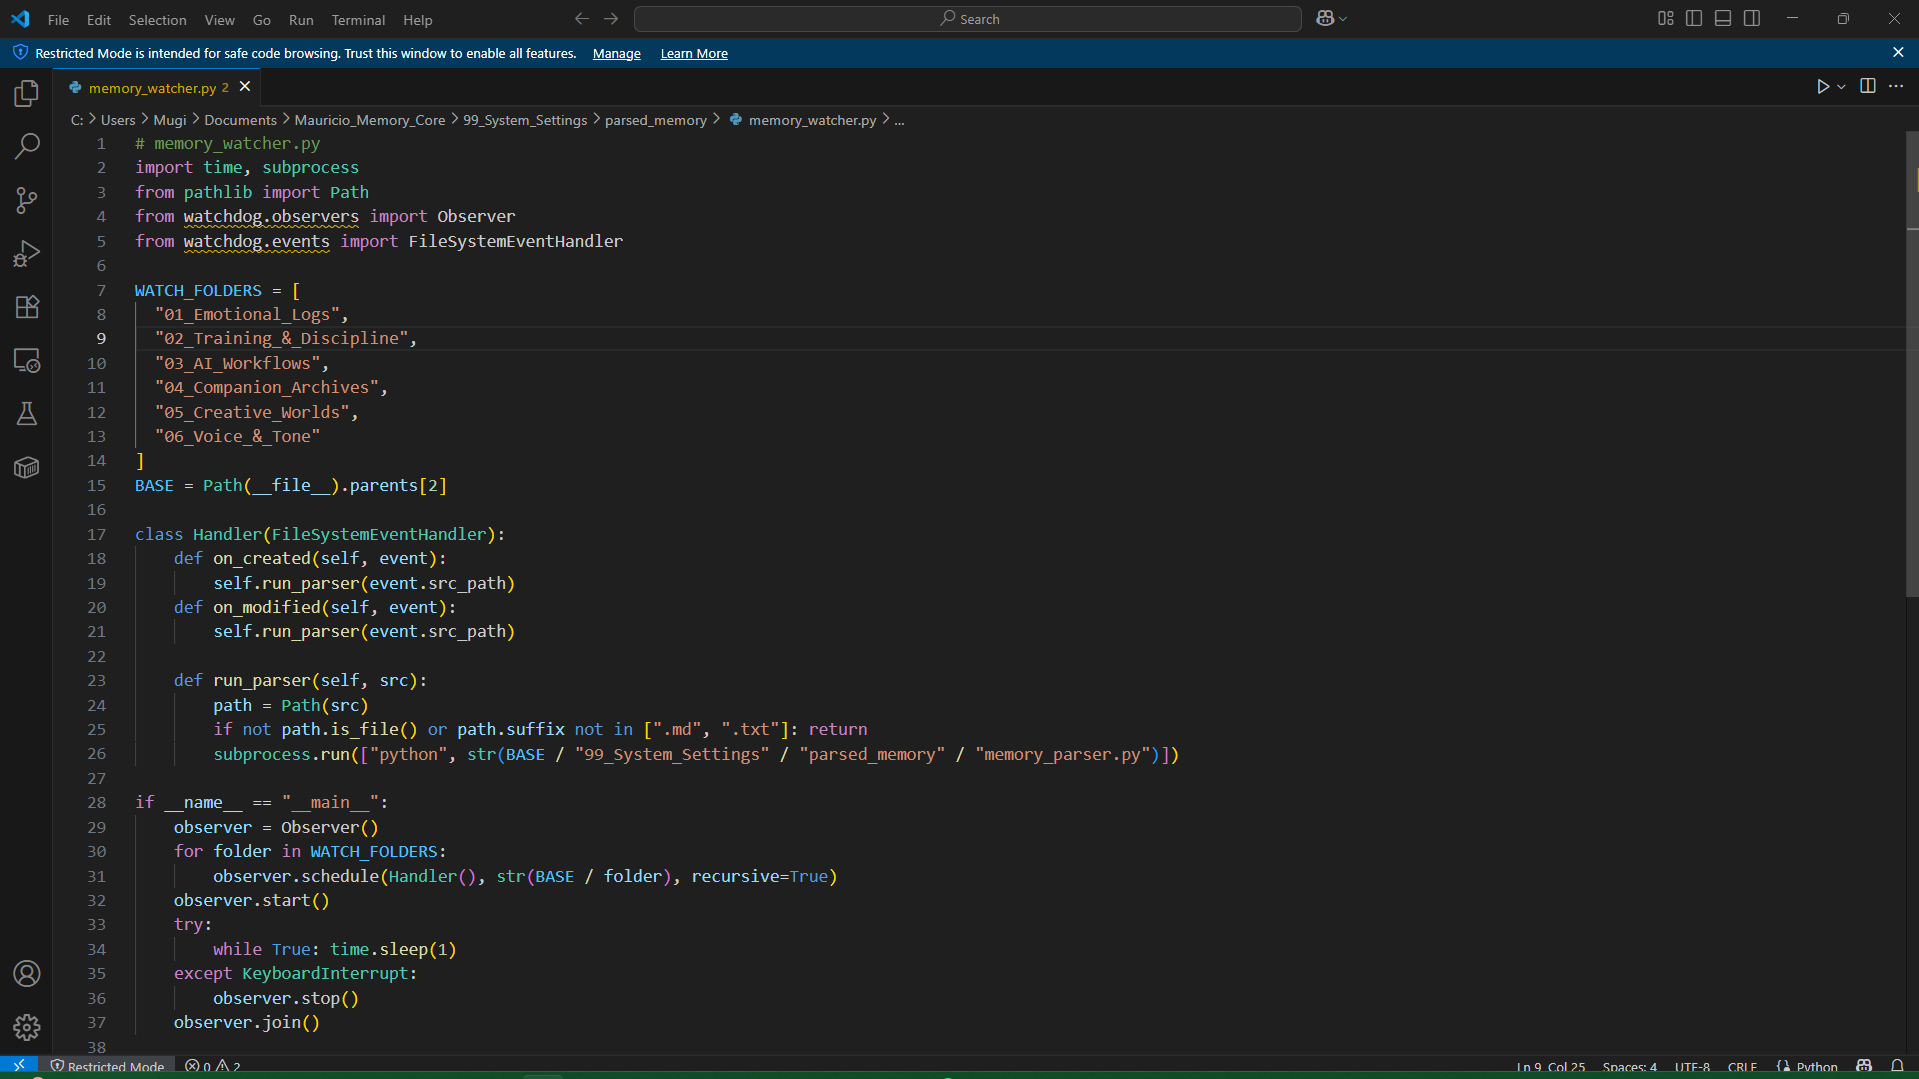 File Edit Selection View Go Run Terminal Help Search
Restricted Mode is intended for safe code browsing. Trust this window to enable all features. Manage Learn More
memory_watcher.py 2
C: > Users > Mugi > Documents > Mauricio_Memory_Core > 99_System_Settings > parsed_memory > memory_watcher.py > ...
1 # memory_watcher.py
2 import time, subprocess
3 from pathlib import Path
4 from watchdog.observers import Observer
5 from watchdog.events import FileSystemEventHandler
6
7 WATCH_FOLDERS = [
8 "01_Emotional_Logs",
9 "02_Training_&_Discipline",
10 "03_AI_Workflows",
11 "04_Companion_Archives",
12 "05_Creative_Worlds",
13 "06_Voice_&_Tone"
14 ]
15 BASE = Path(__file__).parents[2]
16
17 class Handler(FileSystemEventHandler):
18 def on_created(self, event):
19 self.run_parser(event.src_path)
20 def on_modified(self, event):
21 self.run_parser(event.src_path)
22
23 def run_parser(self, src):
24 path = Path(src)
25 if not path.is_file() or path.suffix not in [".md", ".txt"]: return
26 subprocess.run(["python", str(BASE / "99_System_Settings" / "parsed_memory" / "memory_parser.py")])
27
28 if __name__ == "__main__":
29 observer = Observer()
30 for folder in WATCH_FOLDERS:
31 observer.schedule(Handler(), str(BASE / folder), recursive=True)
32 observer.start()
33 try:
34 while True: time.sleep(1)
35 except KeyboardInterrupt:
36 observer.stop()
37 observer.join()
38
Restricted Mode 0 2 Ln 9, Col 25 Spaces: 4 UTF-8 CRLF Python